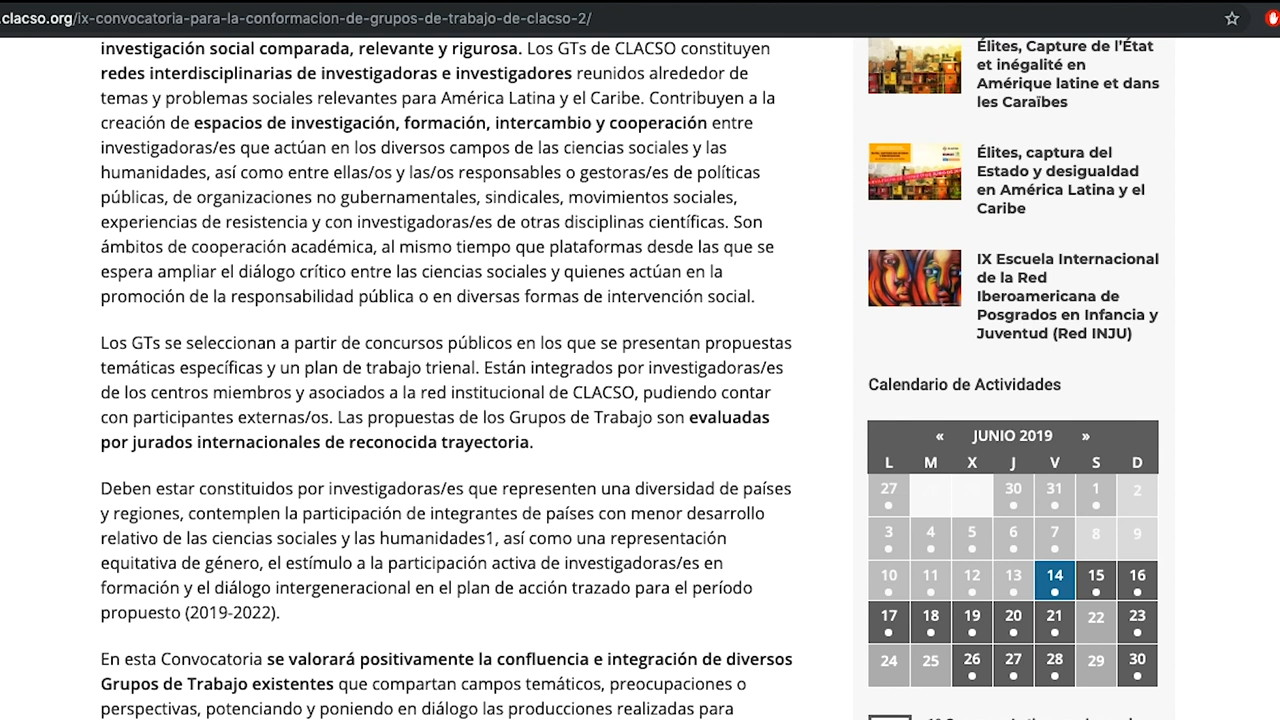 .clacso.org/ix-convocatoria-para-la-conformacion-de-grupos-de-trabajo-de-clacso-2/
investigación social comparada, relevante y rigurosa. Los GTs de CLACSO constituyen
redes interdisciplinarias de investigadoras e investigadores reunidos alrededor de
temas y problemas sociales relevantes para América Latina y el Caribe. Contribuyen a la
creación de espacios de investigación, formación, intercambio y cooperación entre
investigadoras/es que actúan en los diversos campos de las ciencias sociales y las
humanidades, así como entre ellas/os y las/os responsables o gestoras/es de políticas
públicas, de organizaciones no gubernamentales, sindicales, movimientos sociales,
experiencias de resistencia y con investigadoras/es de otras disciplinas científicas. Son
ámbitos de cooperación académica, al mismo tiempo que plataformas desde las que se
espera ampliar el diálogo crítico entre las ciencias sociales y quienes actúan en la
promoción de la responsabilidad pública o en diversas formas de intervención social.
Los GTs se seleccionan a partir de concursos públicos en los que se presentan propuestas
temáticas específicas y un plan de trabajo trienal. Están integrados por investigadoras/es
de los centros miembros y asociados a la red institucional de CLACSO, pudiendo contar
con participantes externas/os. Las propuestas de los Grupos de Trabajo son evaluadas
por jurados internacionales de reconocida trayectoria.
Deben estar constituidos por investigadoras/es que representen una diversidad de países
y regiones, contemplen la participación de integrantes de países con menor desarrollo
relativo de las ciencias sociales y las humanidades1, así como una representación
equitativa de género, el estímulo a la participación activa de investigadoras/es en
formación y el diálogo intergeneracional en el plan de acción trazado para el período
propuesto (2019-2022).
En esta Convocatoria se valorará positivamente la confluencia e integración de diversos
Grupos de Trabajo existentes que compartan campos temáticos, preocupaciones o
perspectivas, potenciando y poniendo en diálogo las producciones realizadas para
Élites, Capture de l'État
et inégalité en
Amérique latine et dans
les Caraïbes
Élites, captura del
Estado y desigualdad
en América Latina y el
Caribe
IX Escuela Internacional
de la Red
Iberoamericana de
Posgrados en Infancia y
Juventud (Red INJU)
Calendario de Actividades
« JUNIO 2019 »
L M X J V S D
27 30 31 1 2
3 4 5 6 7 8 9
10 11 12 13 14 15 16
17 18 19 20 21 22 23
24 25 26 27 28 29 30